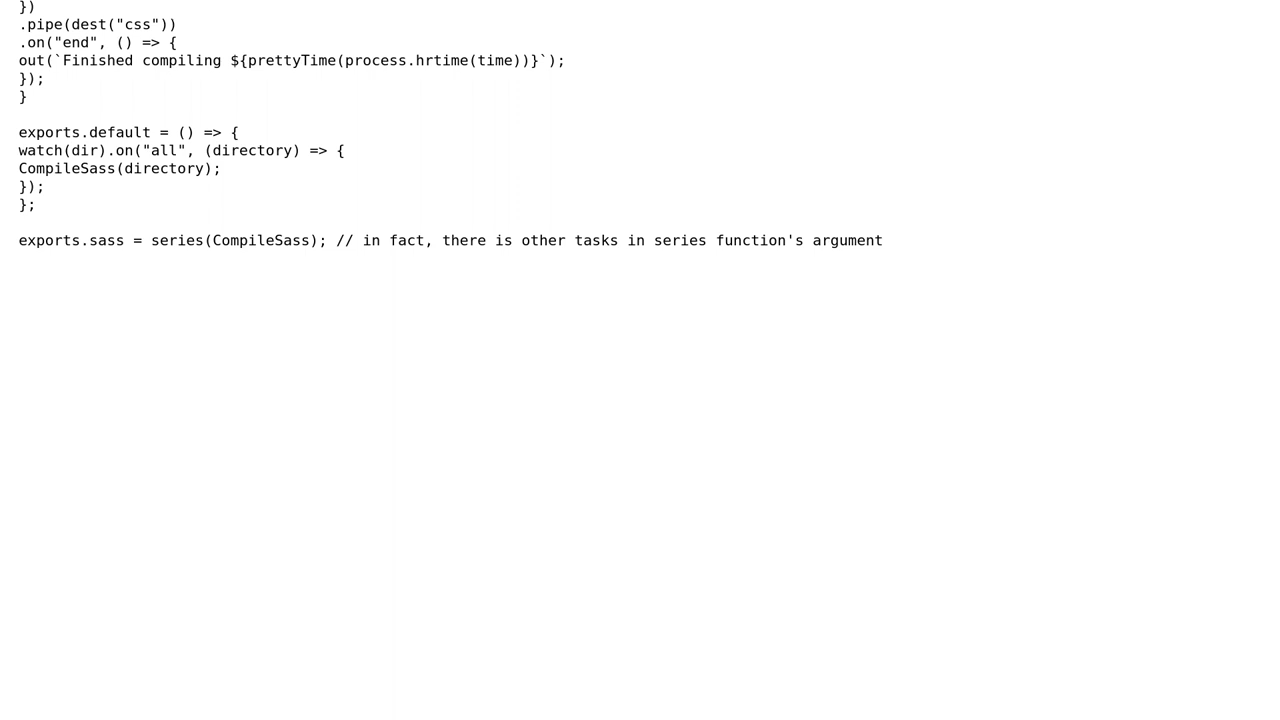 })
.pipe(dest("css"))
.on("end", () => {
out(`Finished compiling ${prettyTime(process.hrtime(time))}`);
});
}
exports.default = () => {
watch(dir).on("all", (directory) => {
CompileSass(directory);
});
};
exports.sass = series(CompileSass); // in fact, there is other tasks in series function's argument